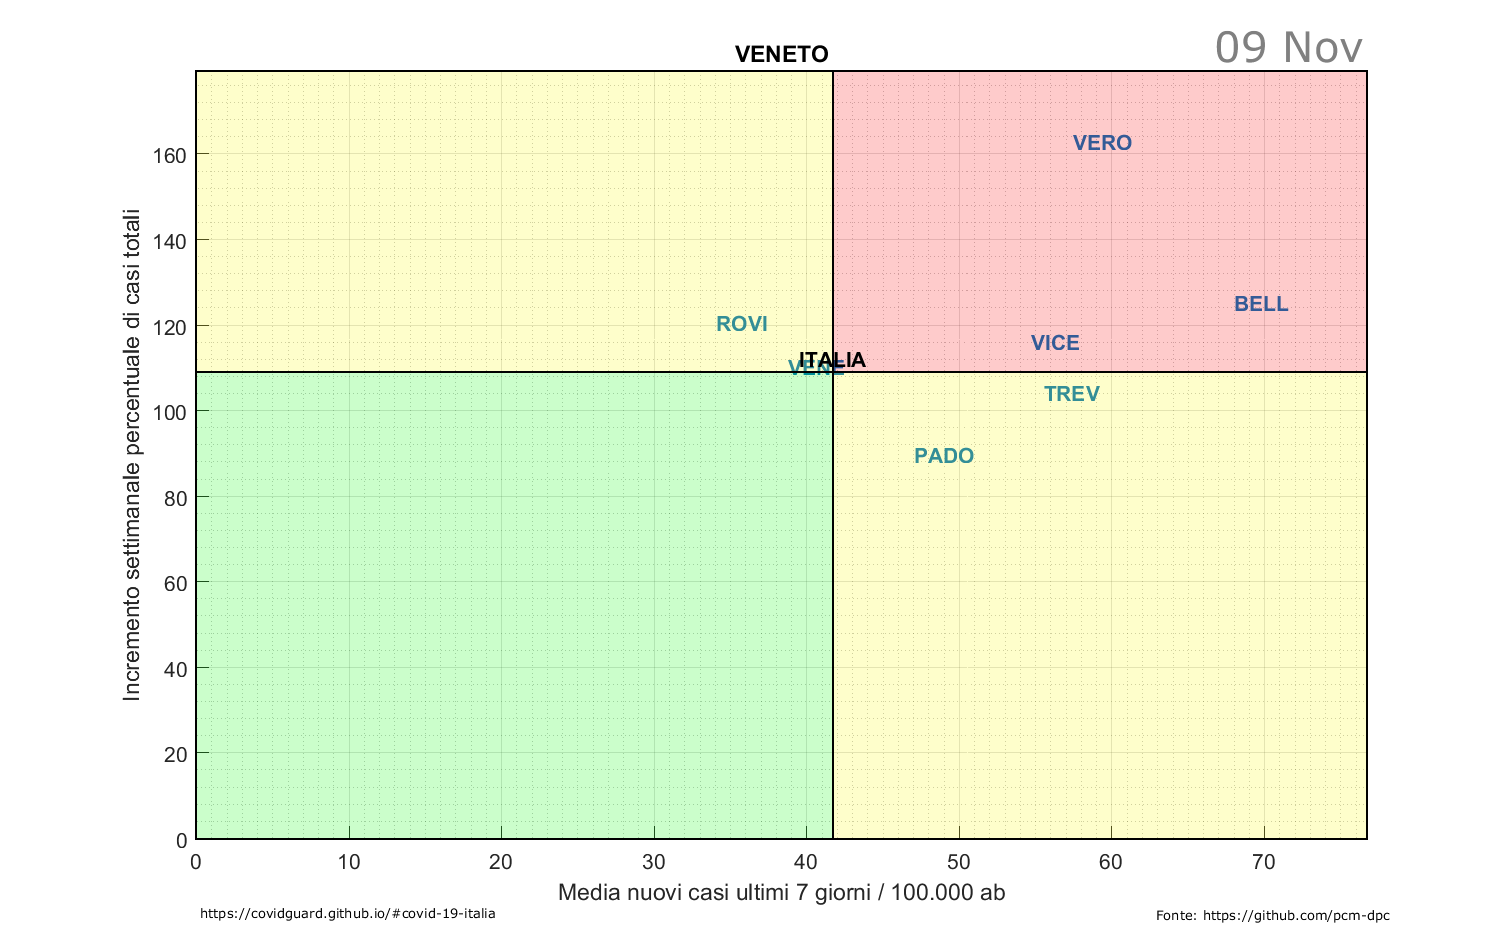 VENETO
09 Nov
Incremento settimanale percentuale di casi totali
160
140
120
100
80
60
40
20
0
VERO
BELL
ROVI
VICE
ITALIA
VENE
TREV
PADO
0 10 20 30 40 50 60 70
Media nuovi casi ultimi 7 giorni / 100.000 ab
https://covidguard.github.io/#covid-19-italia
Fonte: https://github.com/pcm-dpc